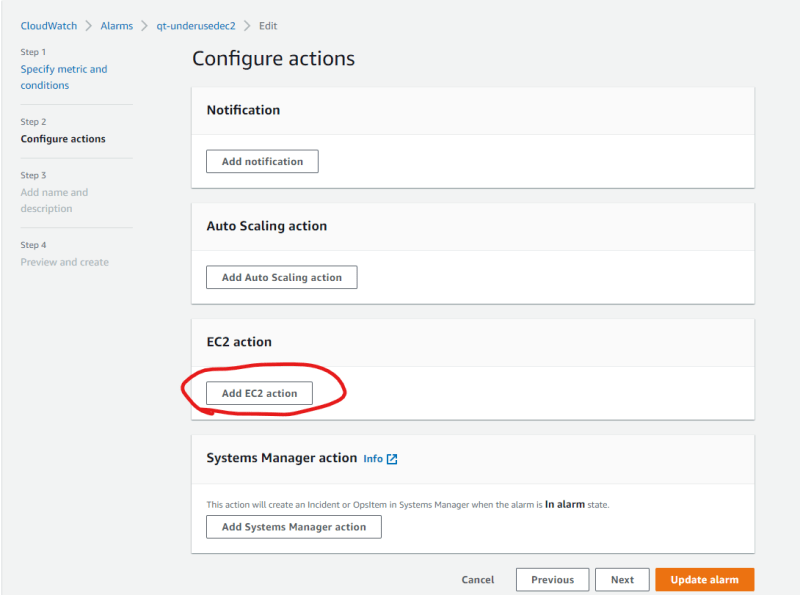 CloudWatch > Alarms > qt-underusedec2 > Edit
Step 1
Specify metric and
conditions
Step 2
Configure actions
Step 3
Add name and
description
Step 4
Preview and create
Configure actions
Notification
Add notification
Auto Scaling action
Add Auto Scaling action
EC2 action
Add EC2 action
Systems Manager action Info
This action will create an Incident or OpsItem in Systems Manager when the alarm is In alarm state.
Add Systems Manager action
Cancel Previous Next Update alarm